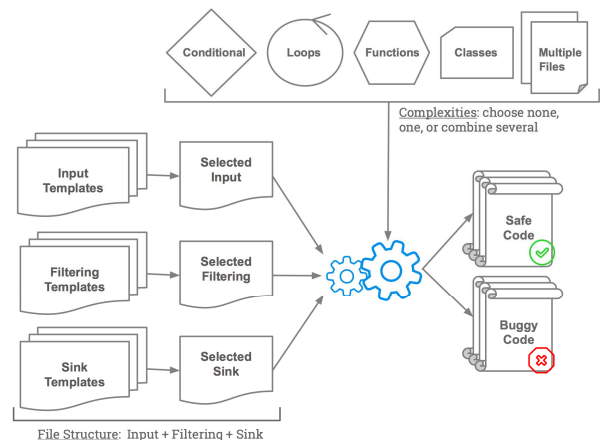 Conditional
Loops
Functions
Classes
Multiple
Files
Complexities: choose none,
one, or combine several
Input
Templates
Selected
Input
Filtering
Templates
Selected
Filtering
Sink
Templates
Selected
Sink
Safe
Code
Buggy
Code
File Structure: Input + Filtering + Sink